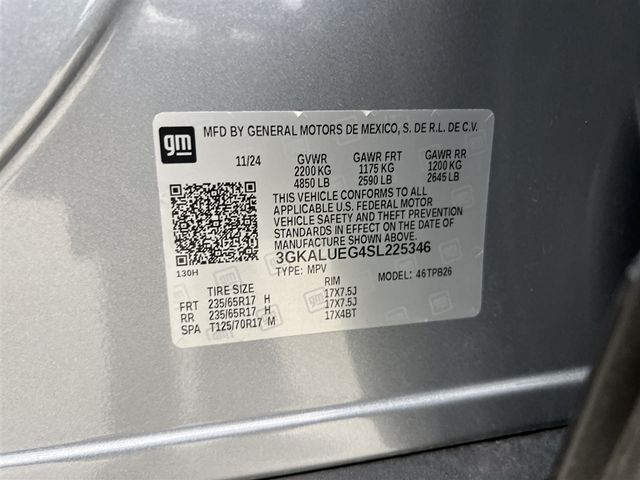 gm
MFD BY GENERAL MOTORS DE MEXICO, S. DE R.L. DE C.V.
11/24 GVWR GAWR FRT GAWR RR
2200 KG 1175 KG 1200 KG
4850 LB 2590 LB 2645 LB
THIS VEHICLE CONFORMS TO ALL
APPLICABLE U.S. FEDERAL MOTOR
VEHICLE SAFETY AND THEFT PREVENTION
STANDARDS IN EFFECT ON THE DATE OF
MANUFACTURE SHOWN ABOVE.
3GKALUEG4SL225346
130H
TYPE: MPV MODEL: 46TPB26
TIRE SIZE RIM
FRT 235/65R17 H 17X7.5J
RR 235/65R17 H 17X7.5J
SPA T125/70R17 M 17X4BT